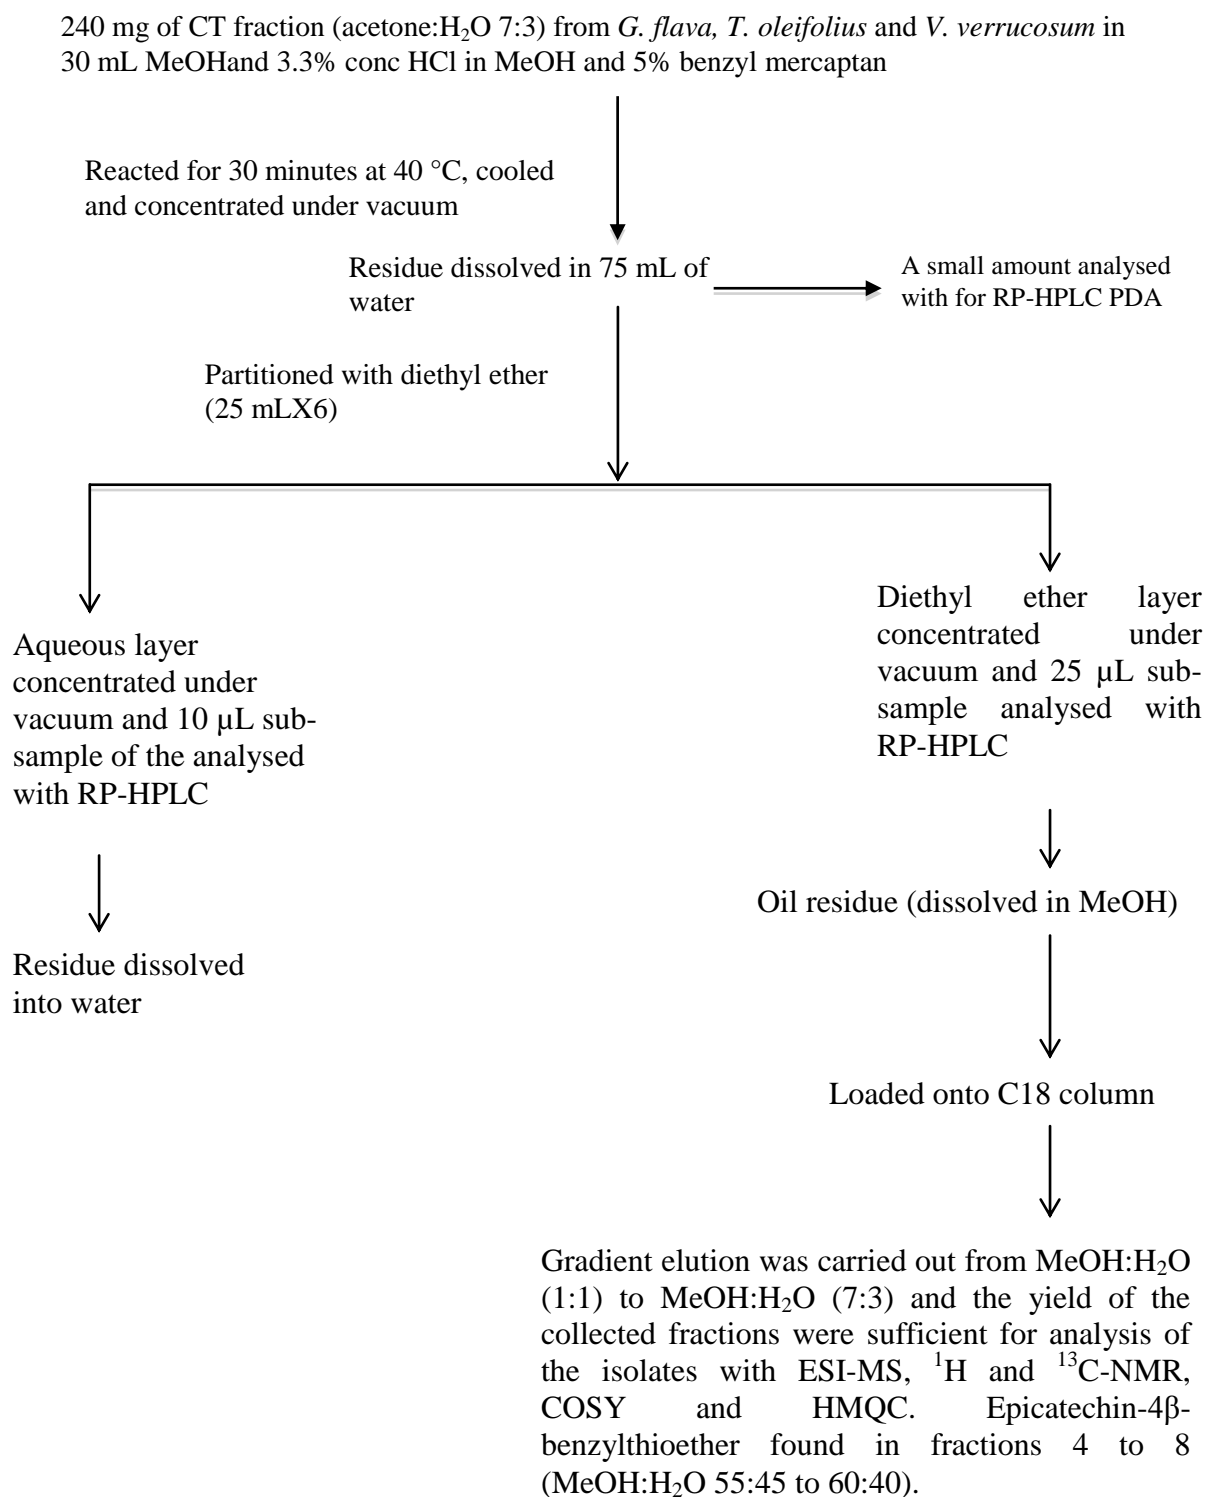 240 mg of CT fraction (acetone:H₂O 7:3) from G. flava, T. oleifolius and V. verrucosum in
30 mL MeOHand 3.3% conc HCl in MeOH and 5% benzyl mercaptan
Reacted for 30 minutes at 40 °C, cooled
and concentrated under vacuum
Residue dissolved in 75 mL of
water
A small amount analysed
with for RP-HPLC PDA
Partitioned with diethyl ether
(25 mLX6)
Aqueous layer
concentrated under
vacuum and 10 µL sub-
sample of the analysed
with RP-HPLC
Residue dissolved
into water
Diethyl ether layer
concentrated under
vacuum and 25 µL sub-
sample analysed with
RP-HPLC
Oil residue (dissolved in MeOH)
Loaded onto C18 column
Gradient elution was carried out from MeOH:H₂O
(1:1) to MeOH:H₂O (7:3) and the yield of the
collected fractions were sufficient for analysis of
the isolates with ESI-MS, ¹H and ¹³C-NMR,
COSY and HMQC. Epicatechin-4β-
benzylthioether found in fractions 4 to 8
(MeOH:H₂O 55:45 to 60:40).